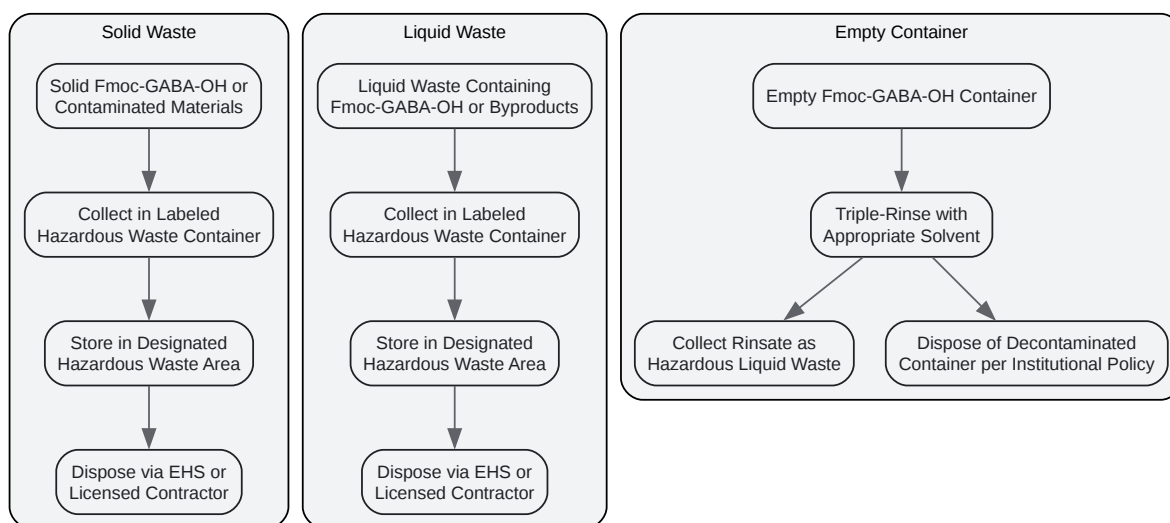 Solid Waste
Solid Fmoc-GABA-OH or
Contaminated Materials
Collect in Labeled
Hazardous Waste Container
Store in Designated
Hazardous Waste Area
Dispose via EHS or
Licensed Contractor
Liquid Waste
Liquid Waste Containing
Fmoc-GABA-OH or Byproducts
Collect in Labeled
Hazardous Waste Container
Store in Designated
Hazardous Waste Area
Dispose via EHS or
Licensed Contractor
Empty Container
Empty Fmoc-GABA-OH Container
Triple-Rinse with
Appropriate Solvent
Collect Rinsate as
Hazardous Liquid Waste
Dispose of Decontaminated
Container per Institutional Policy